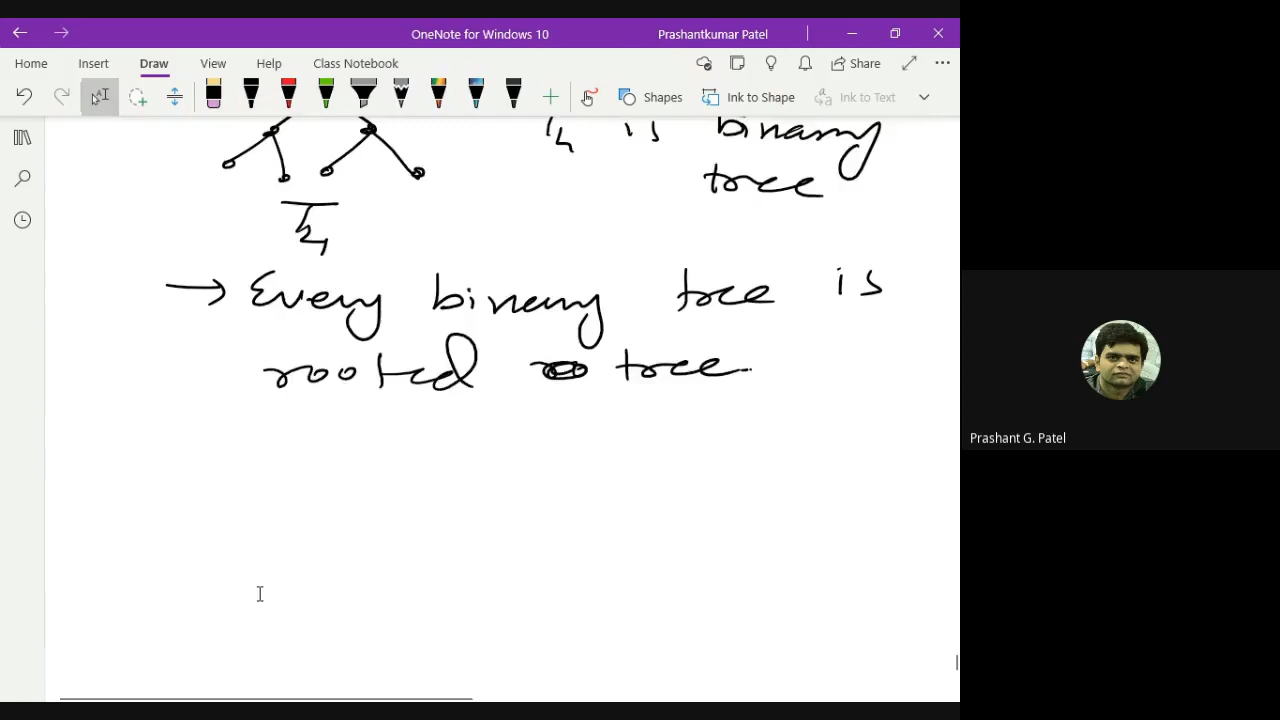 OneNote for Windows 10
Prashantkumar Patel
Home Insert Draw View Help Class Notebook Share
Shapes Ink to Shape Ink to Text
is binary
tree
→ Every binary tree is
rooted tree.
Prashant G. Patel